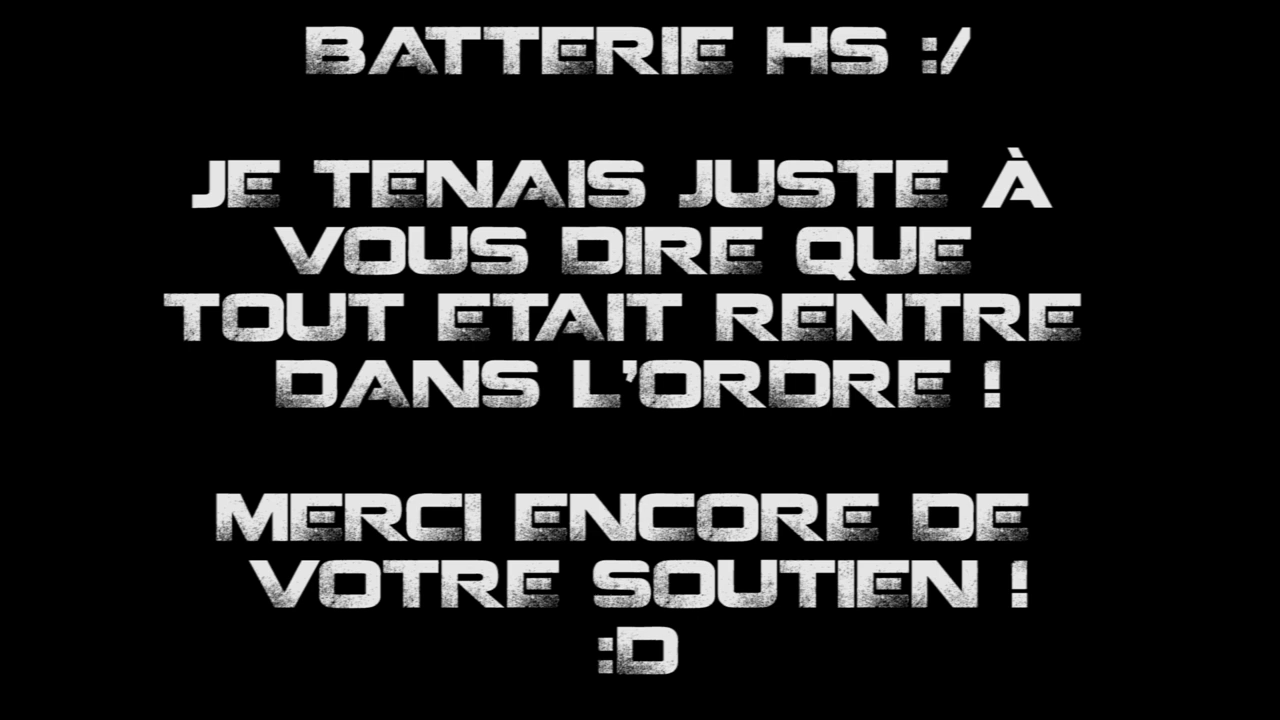 BATTERIE HS :/
JE TENAIS JUSTE À
VOUS DIRE QUE
TOUT ETAIT RENTRE
DANS L'ORDRE !
MERCI ENCORE DE
VOTRE SOUTIEN !
:D